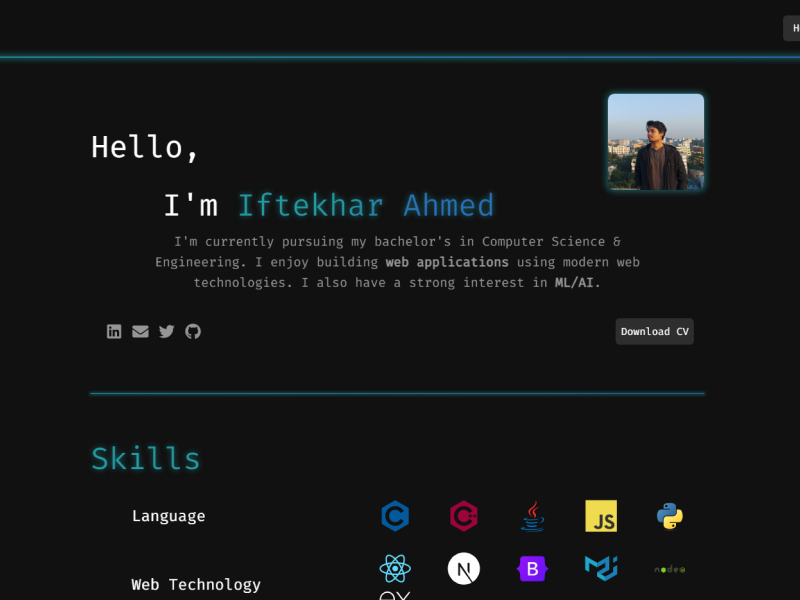 Hello,
I'm Iftekhar Ahmed
I'm currently pursuing my bachelor's in Computer Science &
Engineering. I enjoy building web applications using modern web
technologies. I also have a strong interest in ML/AI.
Download CV
Skills
Language
JS
Web Technology
N
B
node